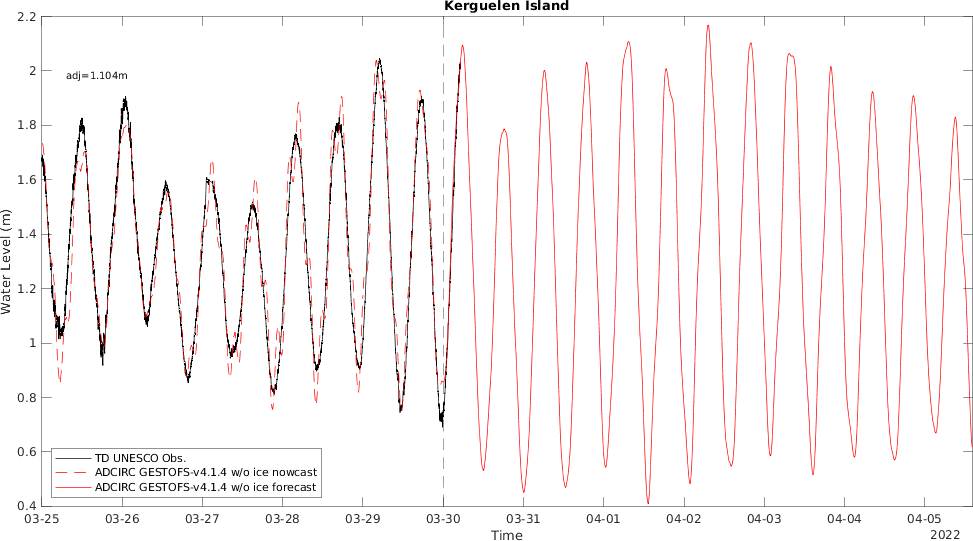 Kerguelen Island
2.2
2
1.8
1.6
1.4
1.2
1
0.8
0.6
0.4
Water Level (m)
adj=1.104m
TD UNESCO Obs.
ADCIRC GESTOFS-v4.1.4 w/o ice nowcast
ADCIRC GESTOFS-v4.1.4 w/o ice forecast
03-25 03-26 03-27 03-28 03-29 03-30 03-31 04-01 04-02 04-03 04-04 04-05
Time
2022